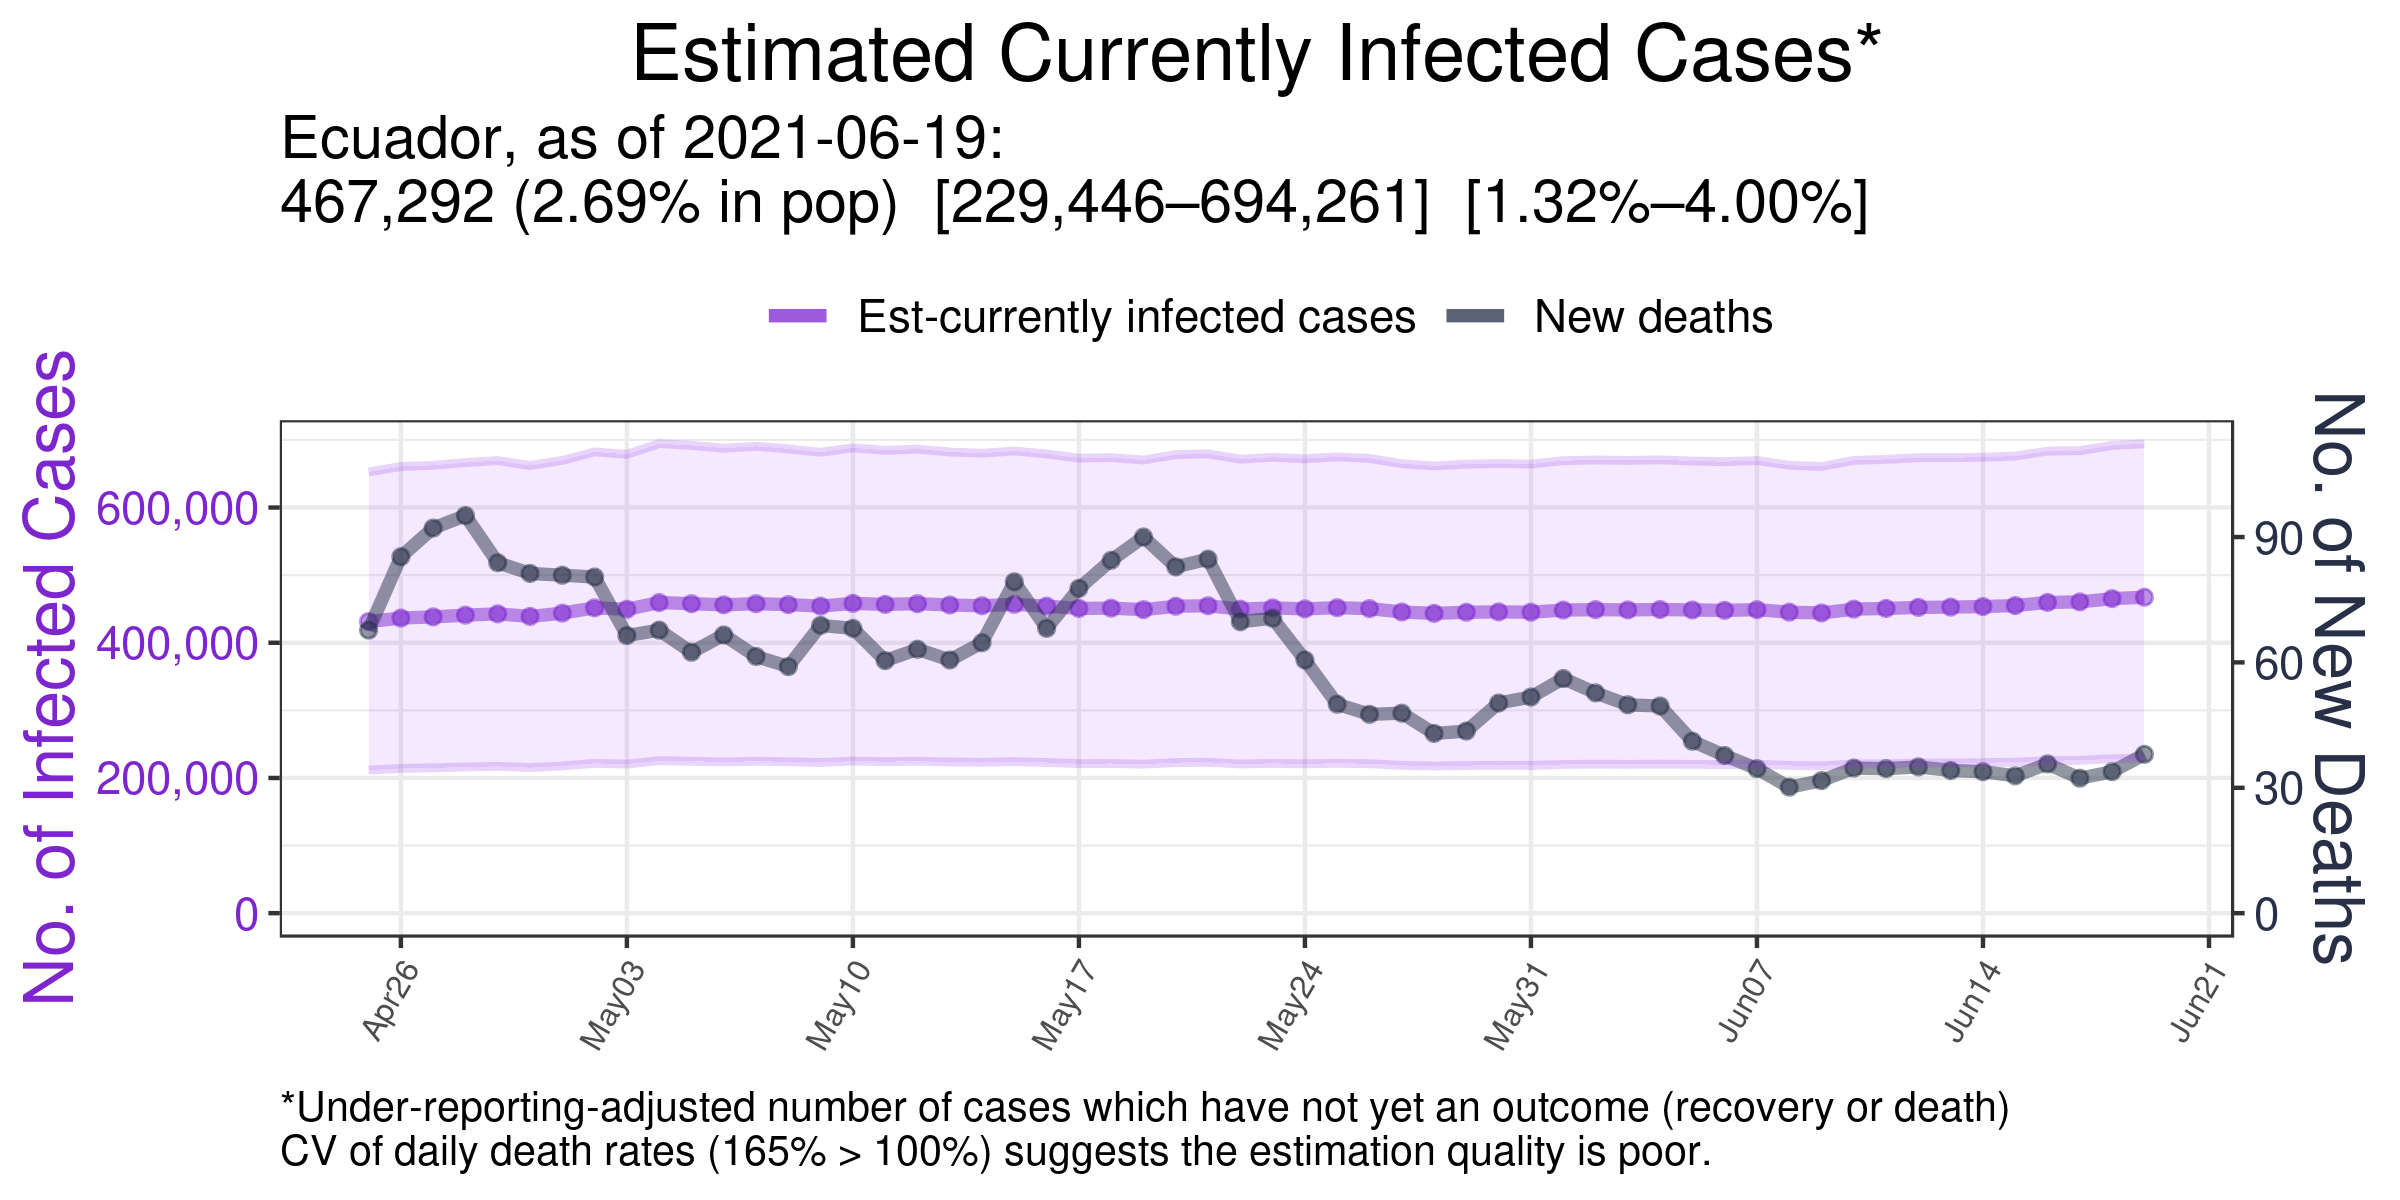 Estimated Currently Infected Cases*
Ecuador, as of 2021-06-19:
467,292 (2.69% in pop)  [229,446–694,261]  [1.32%–4.00%]
Est-currently infected cases
New deaths
No. of Infected Cases
600,000
400,000
200,000
0
No. of New Deaths
90
60
30
0
Apr26
May03
May10
May17
May24
May31
Jun07
Jun14
Jun21
*Under-reporting-adjusted number of cases which have not yet an outcome (recovery or death)
CV of daily death rates (165% > 100%) suggests the estimation quality is poor.